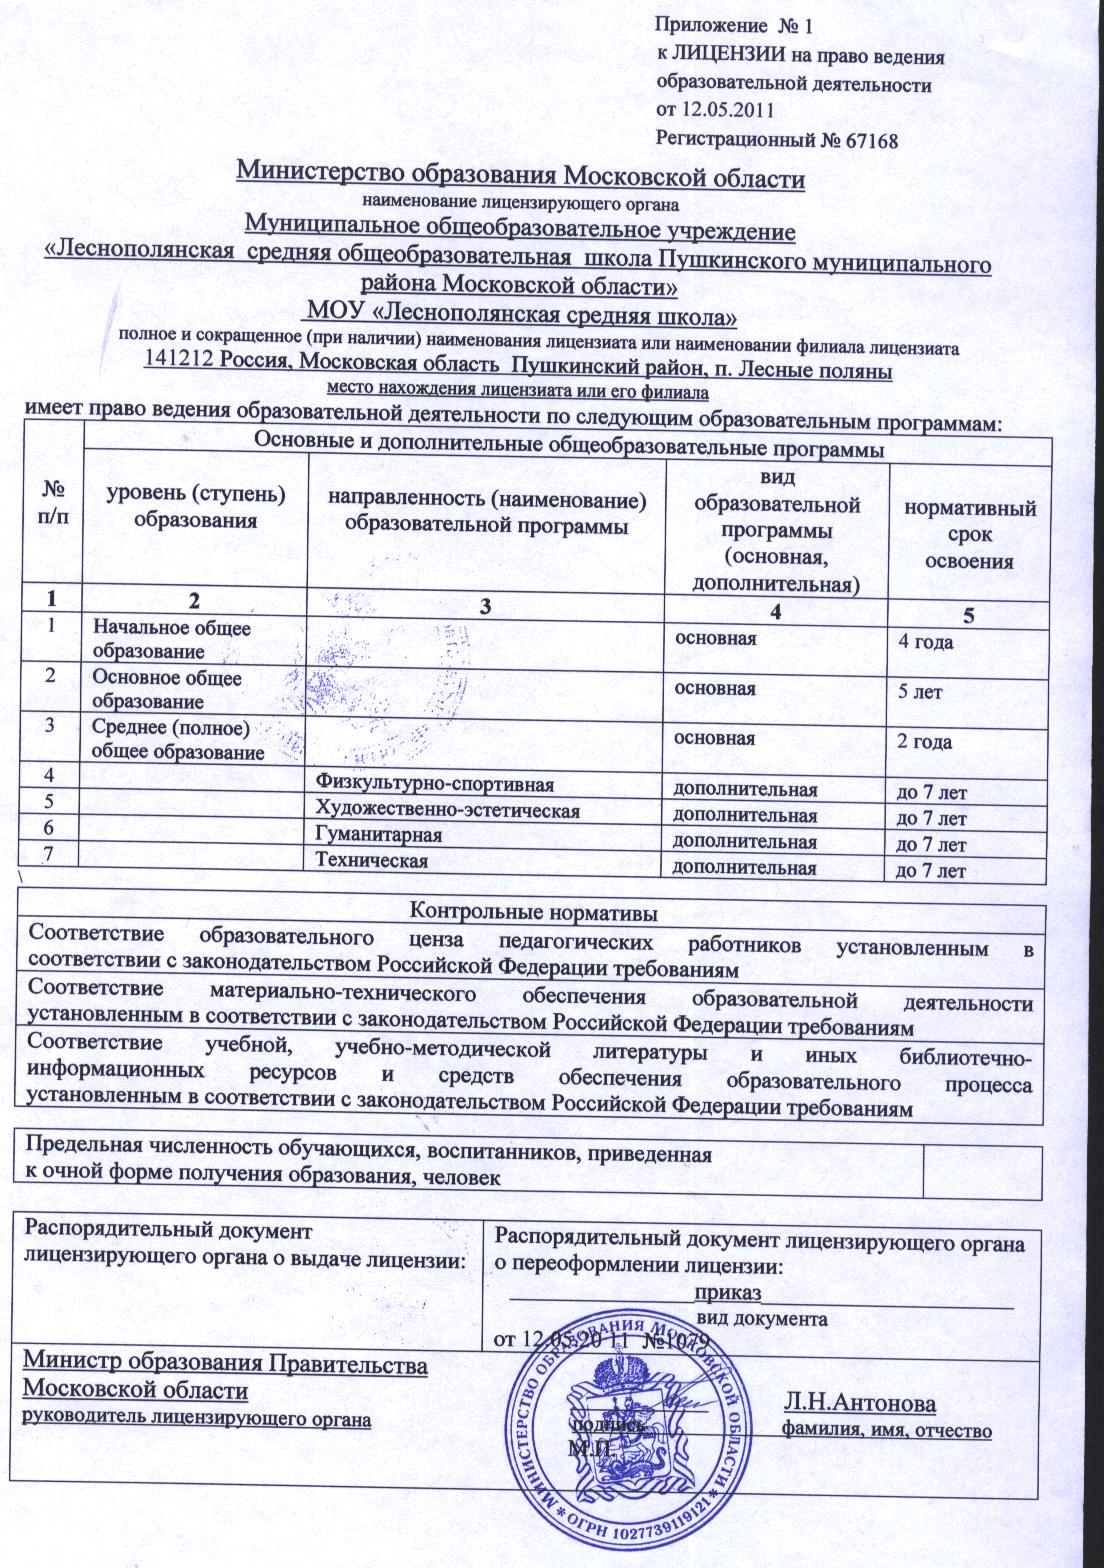 Приложение № 1
к ЛИЦЕНЗИИ на право ведения
образовательной деятельности
от 12.05.2011
Регистрационный № 67168
Министерство образования Московской области
наименование лицензирующего органа
Муниципальное общеобразовательное учреждение
«Леснополянская средняя общеобразовательная школа Пушкинского муниципального
района Московской области»
МОУ «Леснополянская средняя школа»
полное и сокращенное (при наличии) наименования лицензиата или наименовании филиала лицензиата
141212 Россия, Московская область Пушкинский район, п. Лесные поляны
место нахождения лицензиата или его филиала
имеет право ведения образовательной деятельности по следующим образовательным программам:
Основные и дополнительные общеобразовательные программы
№
п/п
уровень (ступень)
образования
направленность (наименование)
образовательной программы
вид
образовательной
программы
(основная,
дополнительная)
нормативный
срок
освоения
1 2 3 4 5
1 Начальное общее основная 4 года
образование
2 Основное общее основная 5 лет
образование
3 Среднее (полное) основная 2 года
общее образование
4 Физкультурно-спортивная дополнительная до 7 лет
5 Художественно-эстетическая дополнительная до 7 лет
6 Гуманитарная дополнительная до 7 лет
7 Техническая дополнительная до 7 лет
\
Контрольные нормативы
Соответствие образовательного ценза педагогических работников установленным в
соответствии с законодательством Российской Федерации требованиям
Соответствие материально-технического обеспечения образовательной деятельности
установленным в соответствии с законодательством Российской Федерации требованиям
Соответствие учебной, учебно-методической литературы и иных библиотечно-
информационных ресурсов и средств обеспечения образовательного процесса
установленным в соответствии с законодательством Российской Федерации требованиям
Предельная численность обучающихся, воспитанников, приведенная
к очной форме получения образования, человек
Распорядительный документ
лицензирующего органа о выдаче лицензии:
Распорядительный документ лицензирующего органа
о переоформлении лицензии:
приказ
вид документа
от 12.05.20 11 №1079
Министр образования Правительства
Московской области
руководитель лицензирующего органа
подпись
М.П.
Л.Н.Антонова
фамилия, имя, отчество
МИНИСТЕРСТВО ОБРАЗОВАНИЯ МОСКОВСКОЙ ОБЛАСТИ
* ОГРН 1027739119121 *